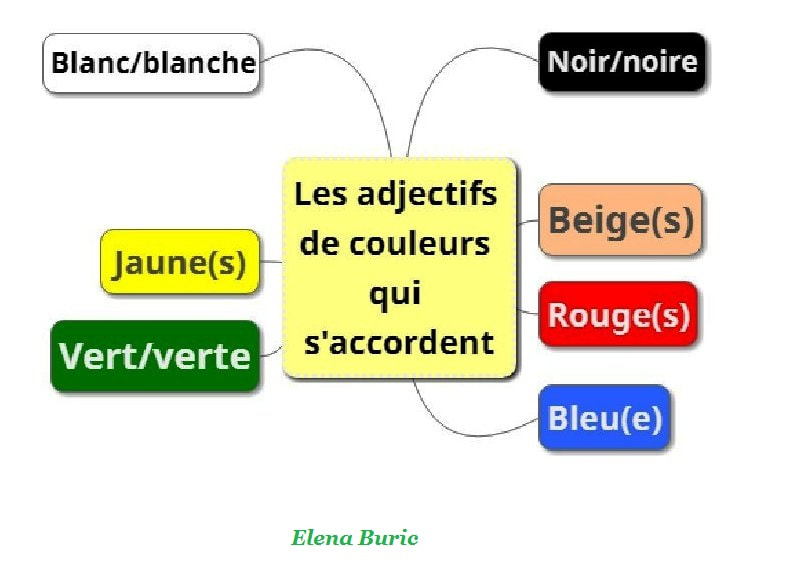 Blanc/blanche
Noir/noire
Les adjectifs
de couleurs
qui
s'accordent
Beige(s)
Jaune(s)
Rouge(s)
Vert/verte
Bleu(e)
Elena Buric